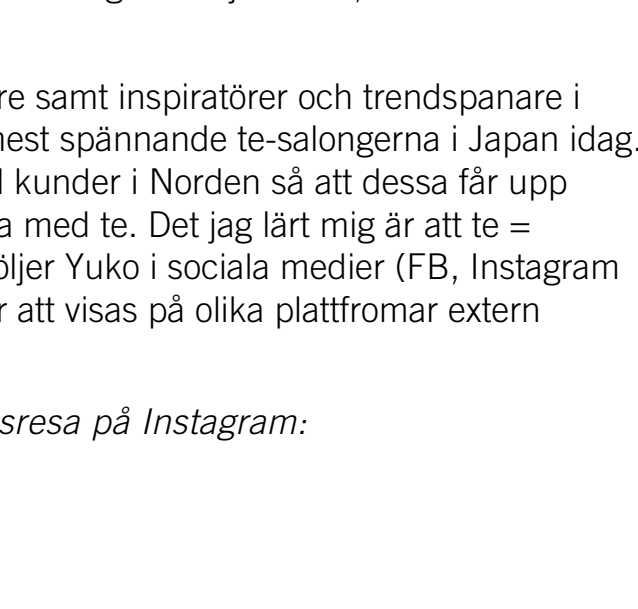 re samt inspiratörer och trendspanare i
nest spännande te-salongerna i Japan idag.
kunder i Norden så att dessa får upp
a med te. Det jag lärt mig är att te =
öljer Yuko i sociala medier (FB, Instagram
r att visas på olika plattfromar extern
sresa på Instagram: